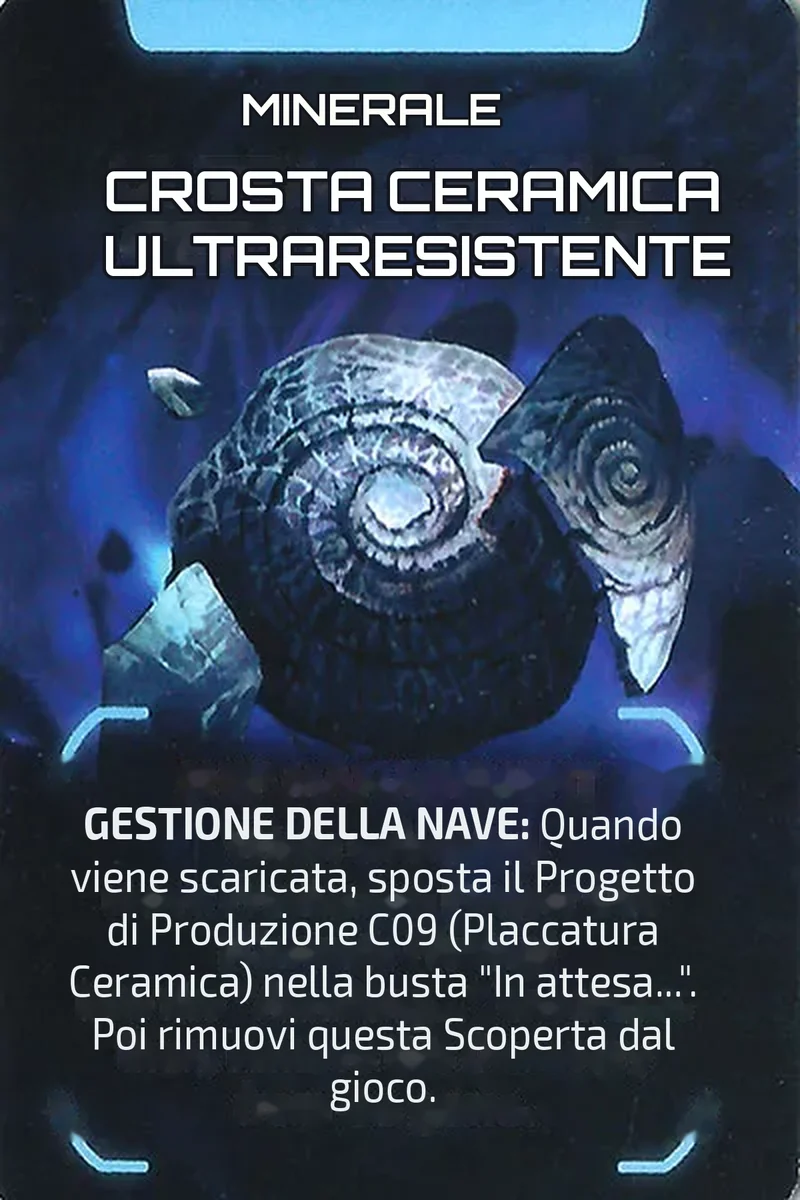 MINERALE
CROSTA CERAMICA
ULTRARESISTENTE
GESTIONE DELLA NAVE: Quando
viene scaricata, sposta il Progetto
di Produzione C09 (Placcatura
Ceramica) nella busta "In attesa...".
Poi rimuovi questa Scoperta dal
gioco.